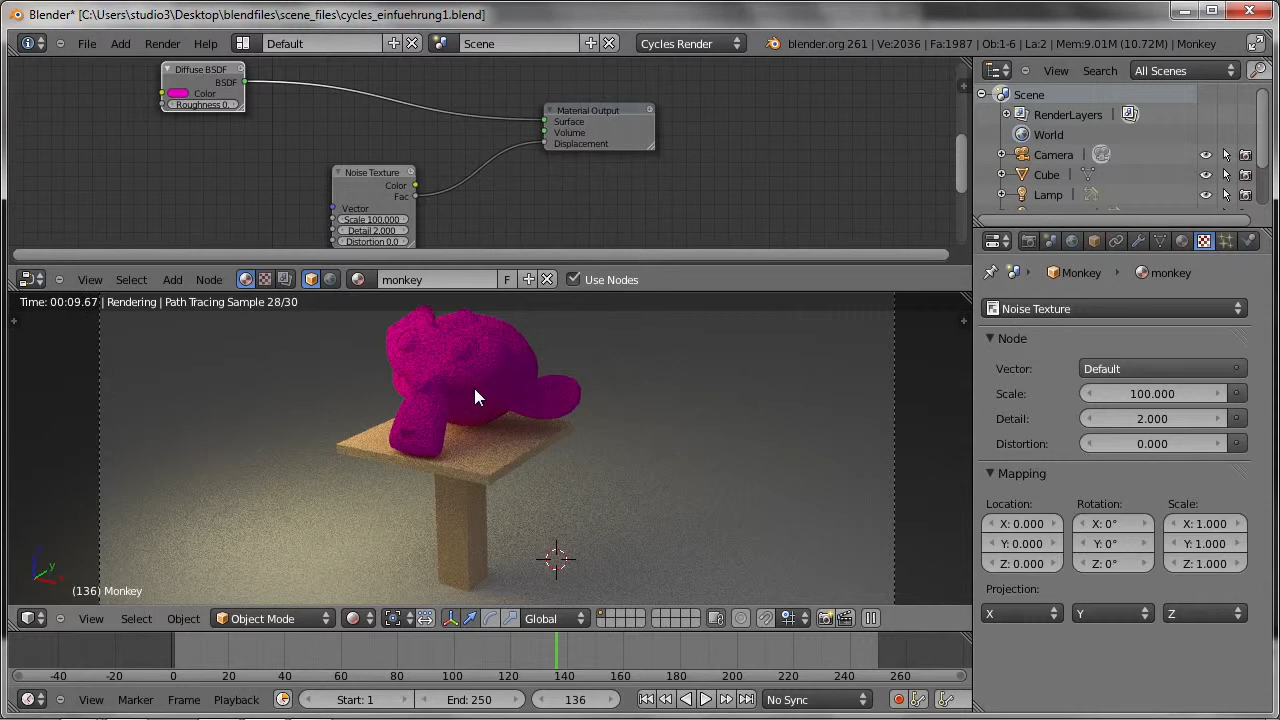 Blender* [C:\Users\studio3\Desktop\blendfiles\scene_files\cycles_einfuehrung1.blend]
File Add Render Help Default Scene Cycles Render blender.org 261 | Ve:2036 | Fa:1987 | Ob:1-6 | La:2 | Mem:9.01M (10.72M) | Monkey
Diffuse BSDF
BSDF
Color
Roughness 0.
Material Output
Surface
Volume
Displacement
Noise Texture
Color
Fac
Vector
Scale 100.000
Detail 2.000
Distortion 0.0
View Select Add Node monkey F Use Nodes
Time: 00:09.67 | Rendering | Path Tracing Sample 28/30
(136) Monkey
View Select Object Object Mode Global
-40 -20 0 20 40 60 80 100 120 140 160 180 200 220 240 260
View Marker Frame Playback Start: 1 End: 250 136 No Sync
View Search All Scenes
Scene
RenderLayers
World
Camera
Cube
Lamp
Monkey monkey
Noise Texture
Node
Vector: Default
Scale: 100.000
Detail: 2.000
Distortion: 0.000
Mapping
Location: Rotation: Scale:
X: 0.000 X: 0° X: 1.000
Y: 0.000 Y: 0° Y: 1.000
Z: 0.000 Z: 0° Z: 1.000
Projection:
X Y Z